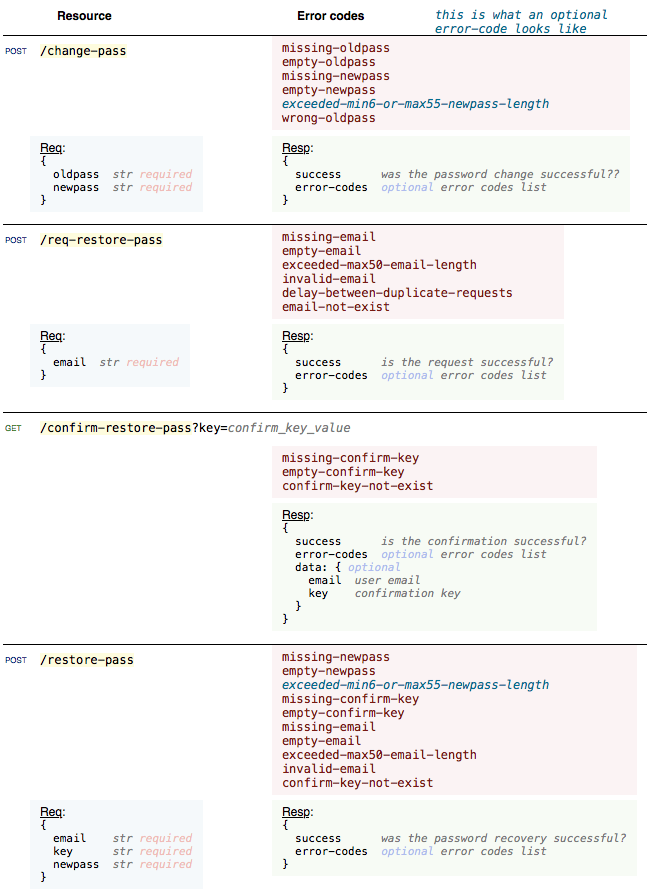 Resource Error codes this is what an optional
error-code looks like
POST /change-pass missing-oldpass
empty-oldpass
missing-newpass
empty-newpass
exceeded-min6-or-max55-newpass-length
wrong-oldpass
Req:
{
oldpass str required
newpass str required
}
Resp:
{
success was the password change successful??
error-codes optional error codes list
}
POST /req-restore-pass missing-email
empty-email
exceeded-max50-email-length
invalid-email
delay-between-duplicate-requests
email-not-exist
Req:
{
email str required
}
Resp:
{
success is the request successful?
error-codes optional error codes list
}
GET /confirm-restore-pass?key=confirm_key_value
missing-confirm-key
empty-confirm-key
confirm-key-not-exist
Resp:
{
success is the confirmation successful?
error-codes optional error codes list
data: { optional
email user email
key confirmation key
}
}
POST /restore-pass missing-newpass
empty-newpass
exceeded-min6-or-max55-newpass-length
missing-confirm-key
empty-confirm-key
missing-email
empty-email
exceeded-max50-email-length
invalid-email
confirm-key-not-exist
Req:
{
email str required
key str required
newpass str required
}
Resp:
{
success was the password recovery successful?
error-codes optional error codes list
}